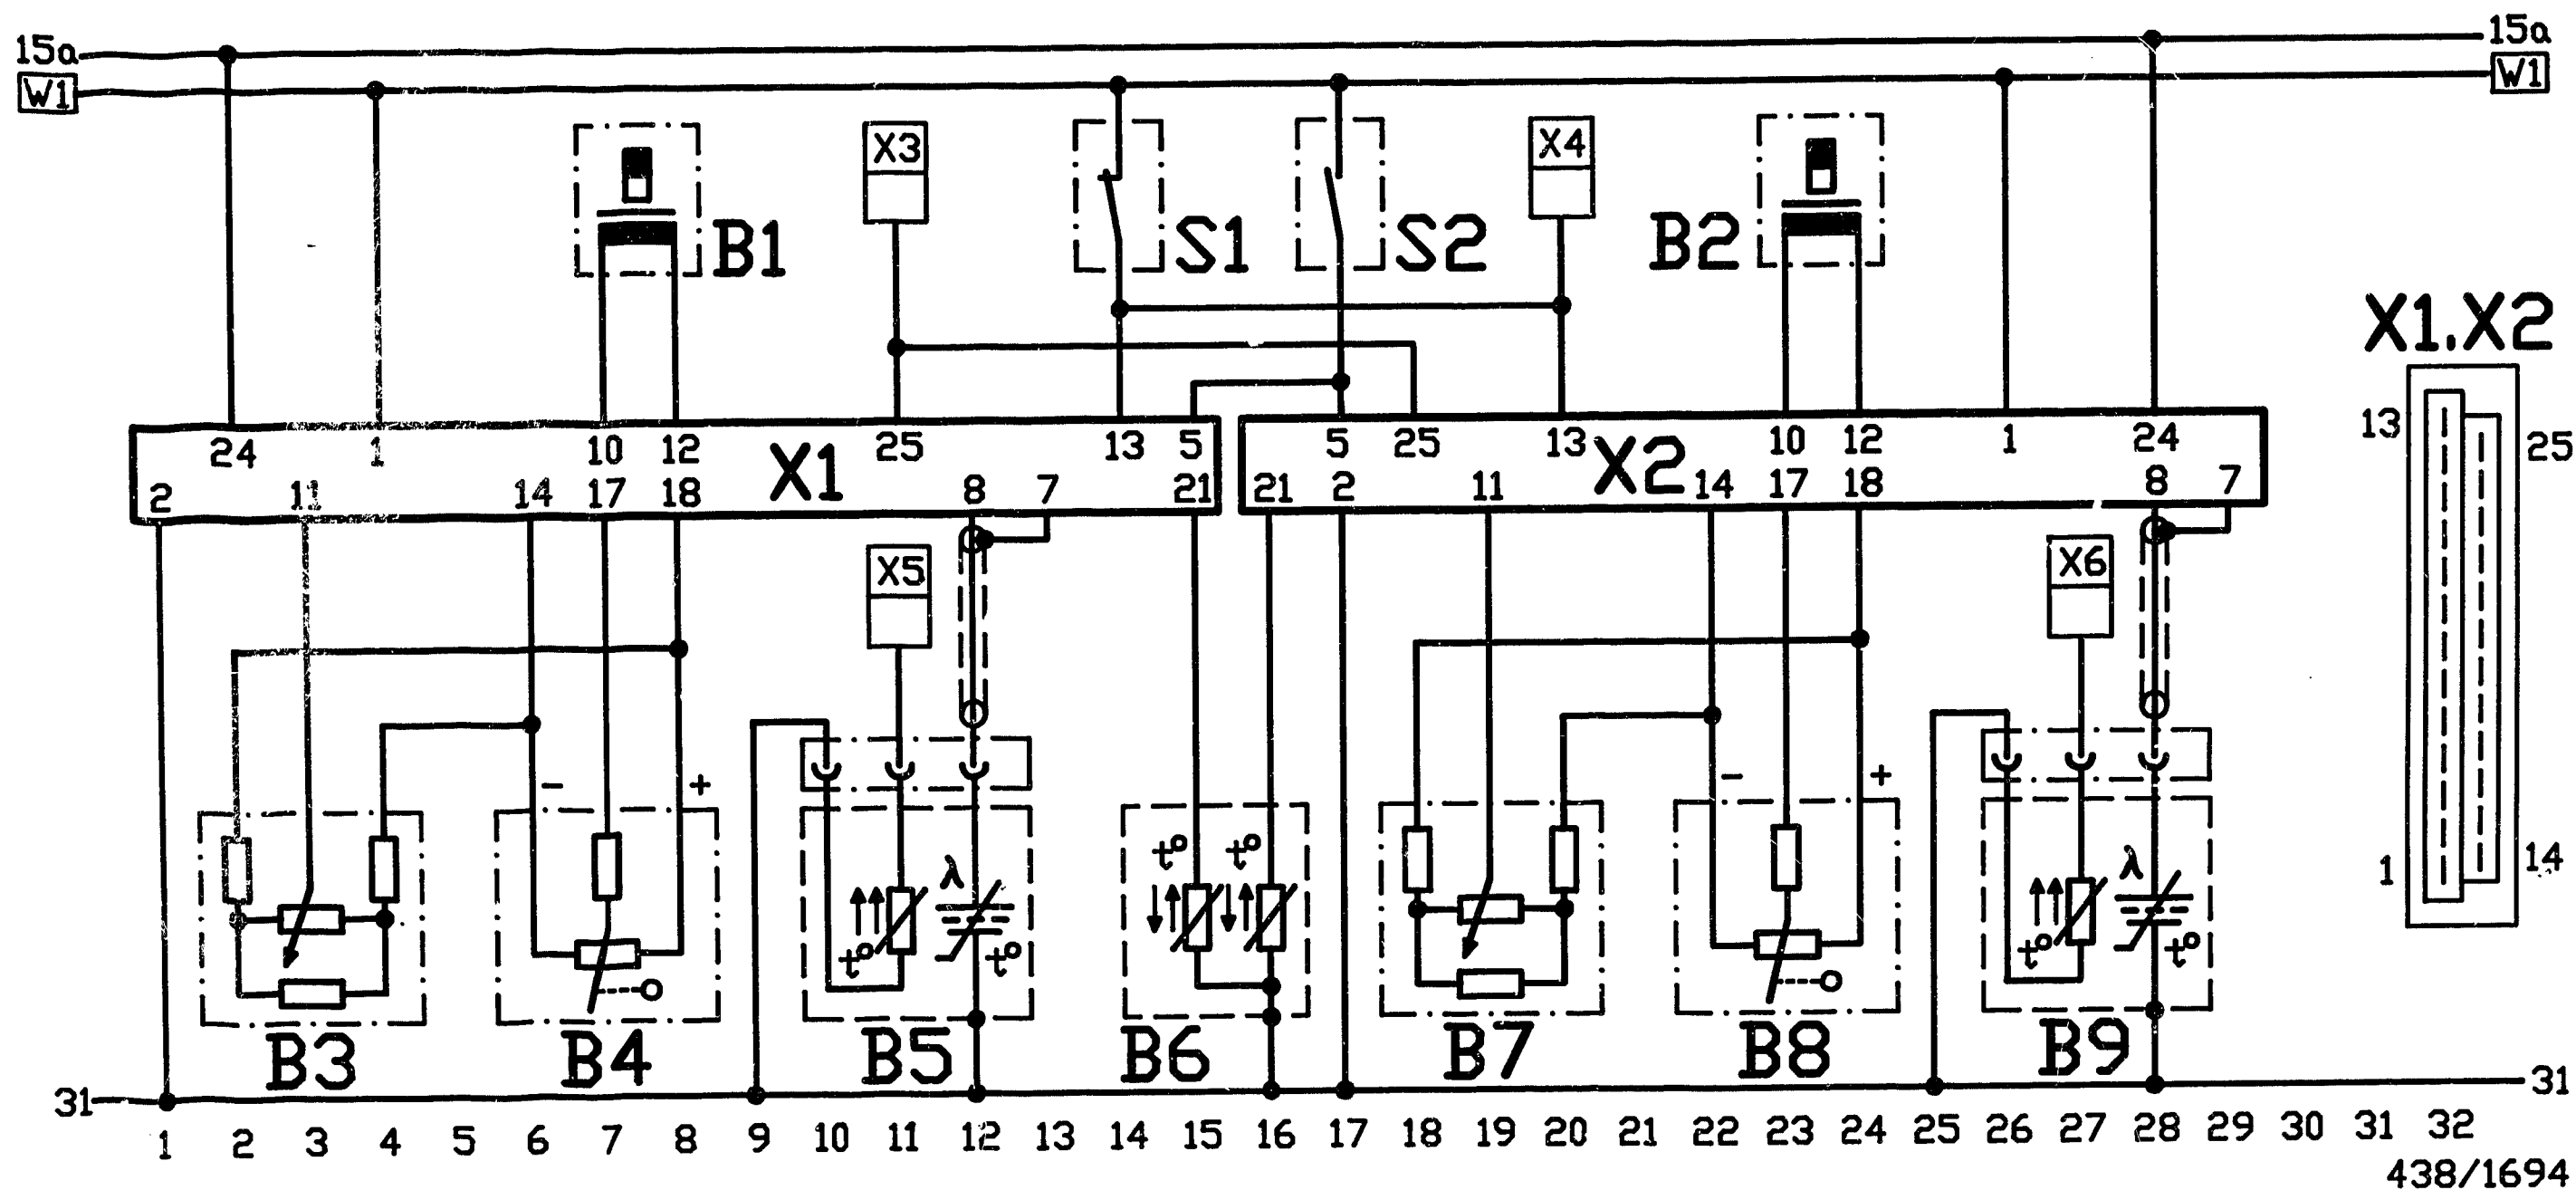 15a 15a
W1 W1
X3 X4
B1 S1 S2 B2
X1.X2
24 1 10 12 25 13 5 5 25 13 10 12 1 24
X1 X2
2 11 14 17 18 8 7 21 21 2 11 14 17 18 8 7
13 25
X5 X6
- + - +
λ t° t° λ
t° t° t° t°
1 14
B3 B4 B5 B6 B7 B8 B9
31 31
1 2 3 4 5 6 7 8 9 10 11 12 13 14 15 16 17 18 19 20 21 22 23 24 25 26 27 28 29 30 31 32
438/1694